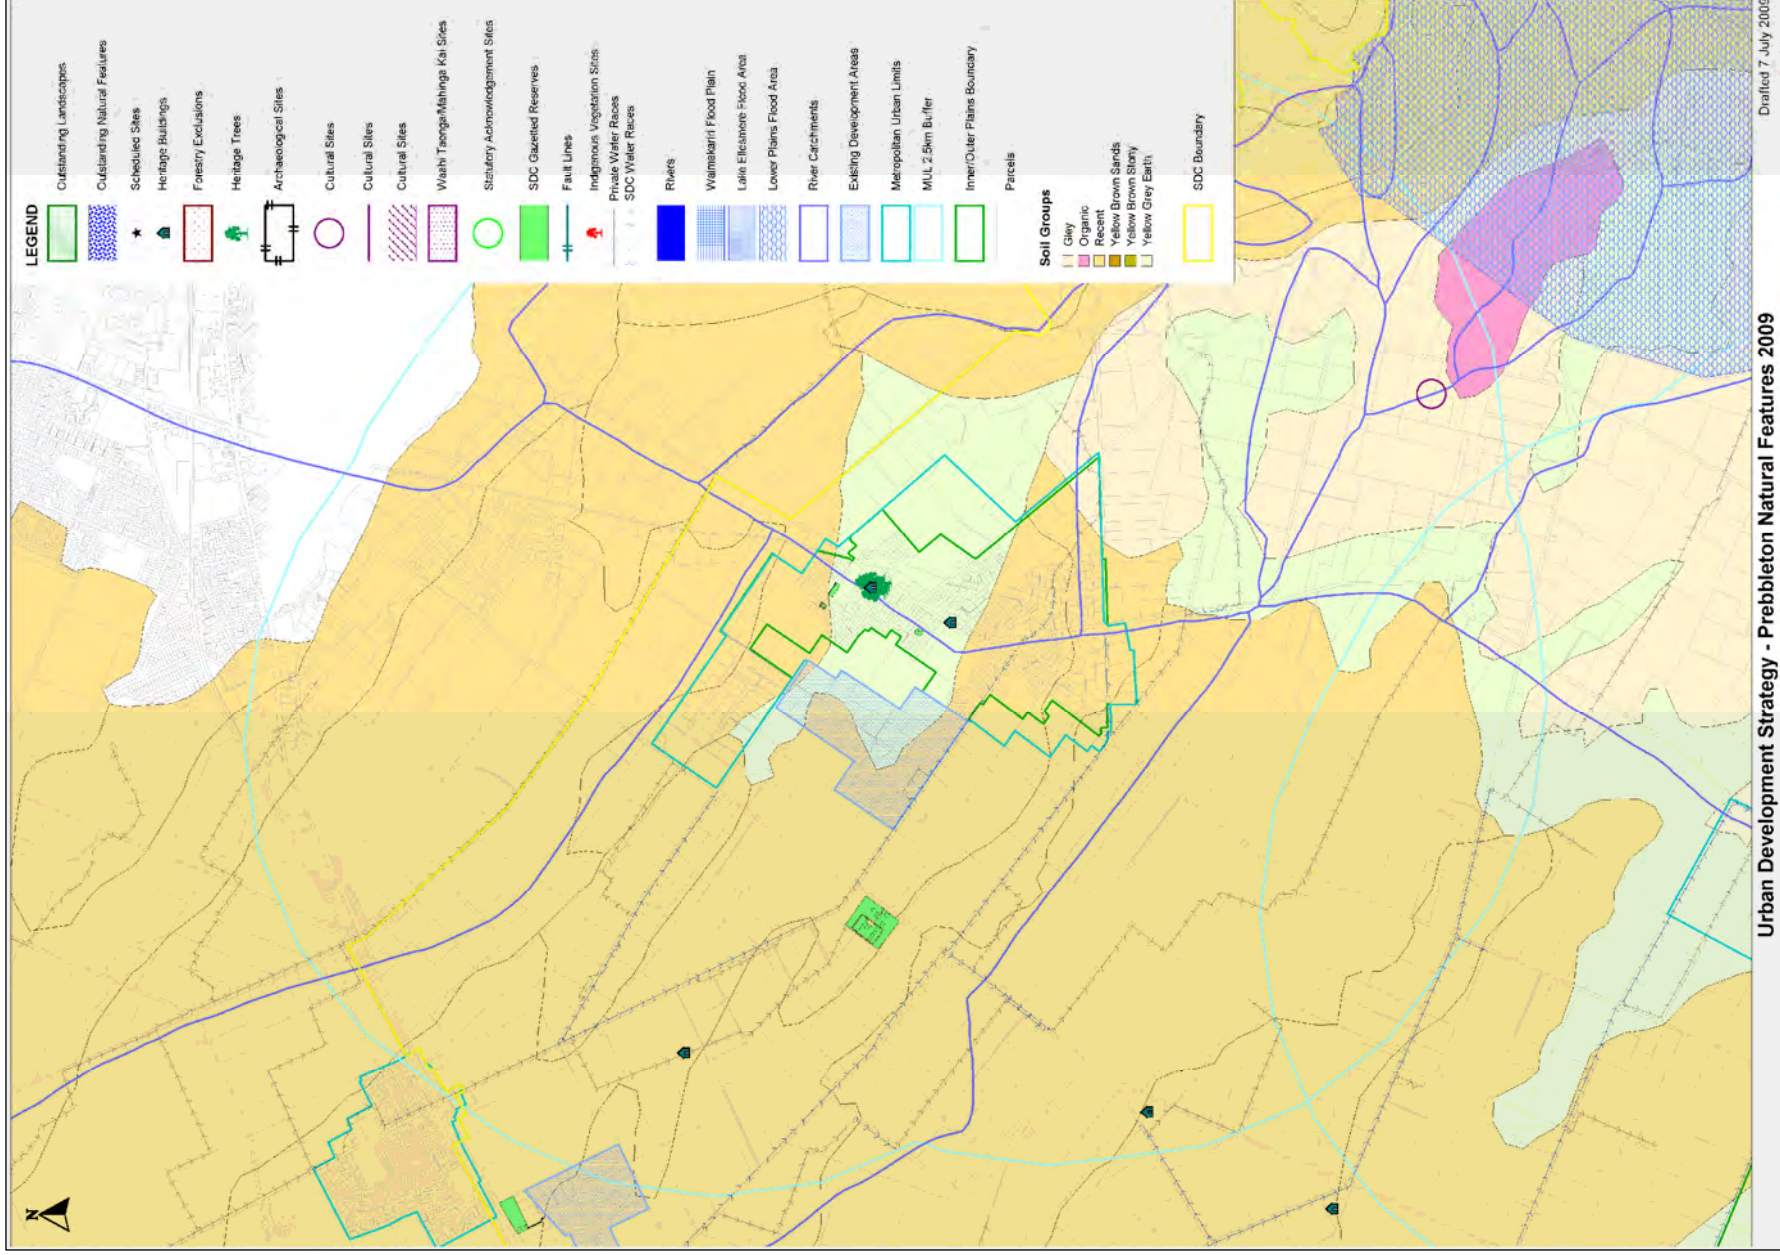 LEGEND
Outstanding Landscapes
Outstanding Natural Features
Scheduled Sites
Heritage Buildings
Forestry Exclusions
Heritage Trees
Archaeological Sites
Cultural Sites
Cultural Sites
Cultural Sites
Waahi Taonga/Mahinga Kai Sites
Statutory Acknowledgement Sites
SDC Gazetted Reserves
Fault Lines
Indigenous Vegetation Sites
Private Water Races
SDC Water Races
Rivers
Waimakariri Flood Plain
Lake Ellesmere Flood Area
Lower Plains Flood Area
River Catchments
Existing Development Areas
Metropolitan Urban Limits
MUL 2.5km Buffer
Inner/Outer Plains Boundary
Parcels
Soil Groups
Gley
Organic
Recent
Yellow Brown Sands
Yellow Brown Stony
Yellow Grey Earth
SDC Boundary
N
Urban Development Strategy - Prebbleton Natural Features 2009
Drafted 7 July 2009